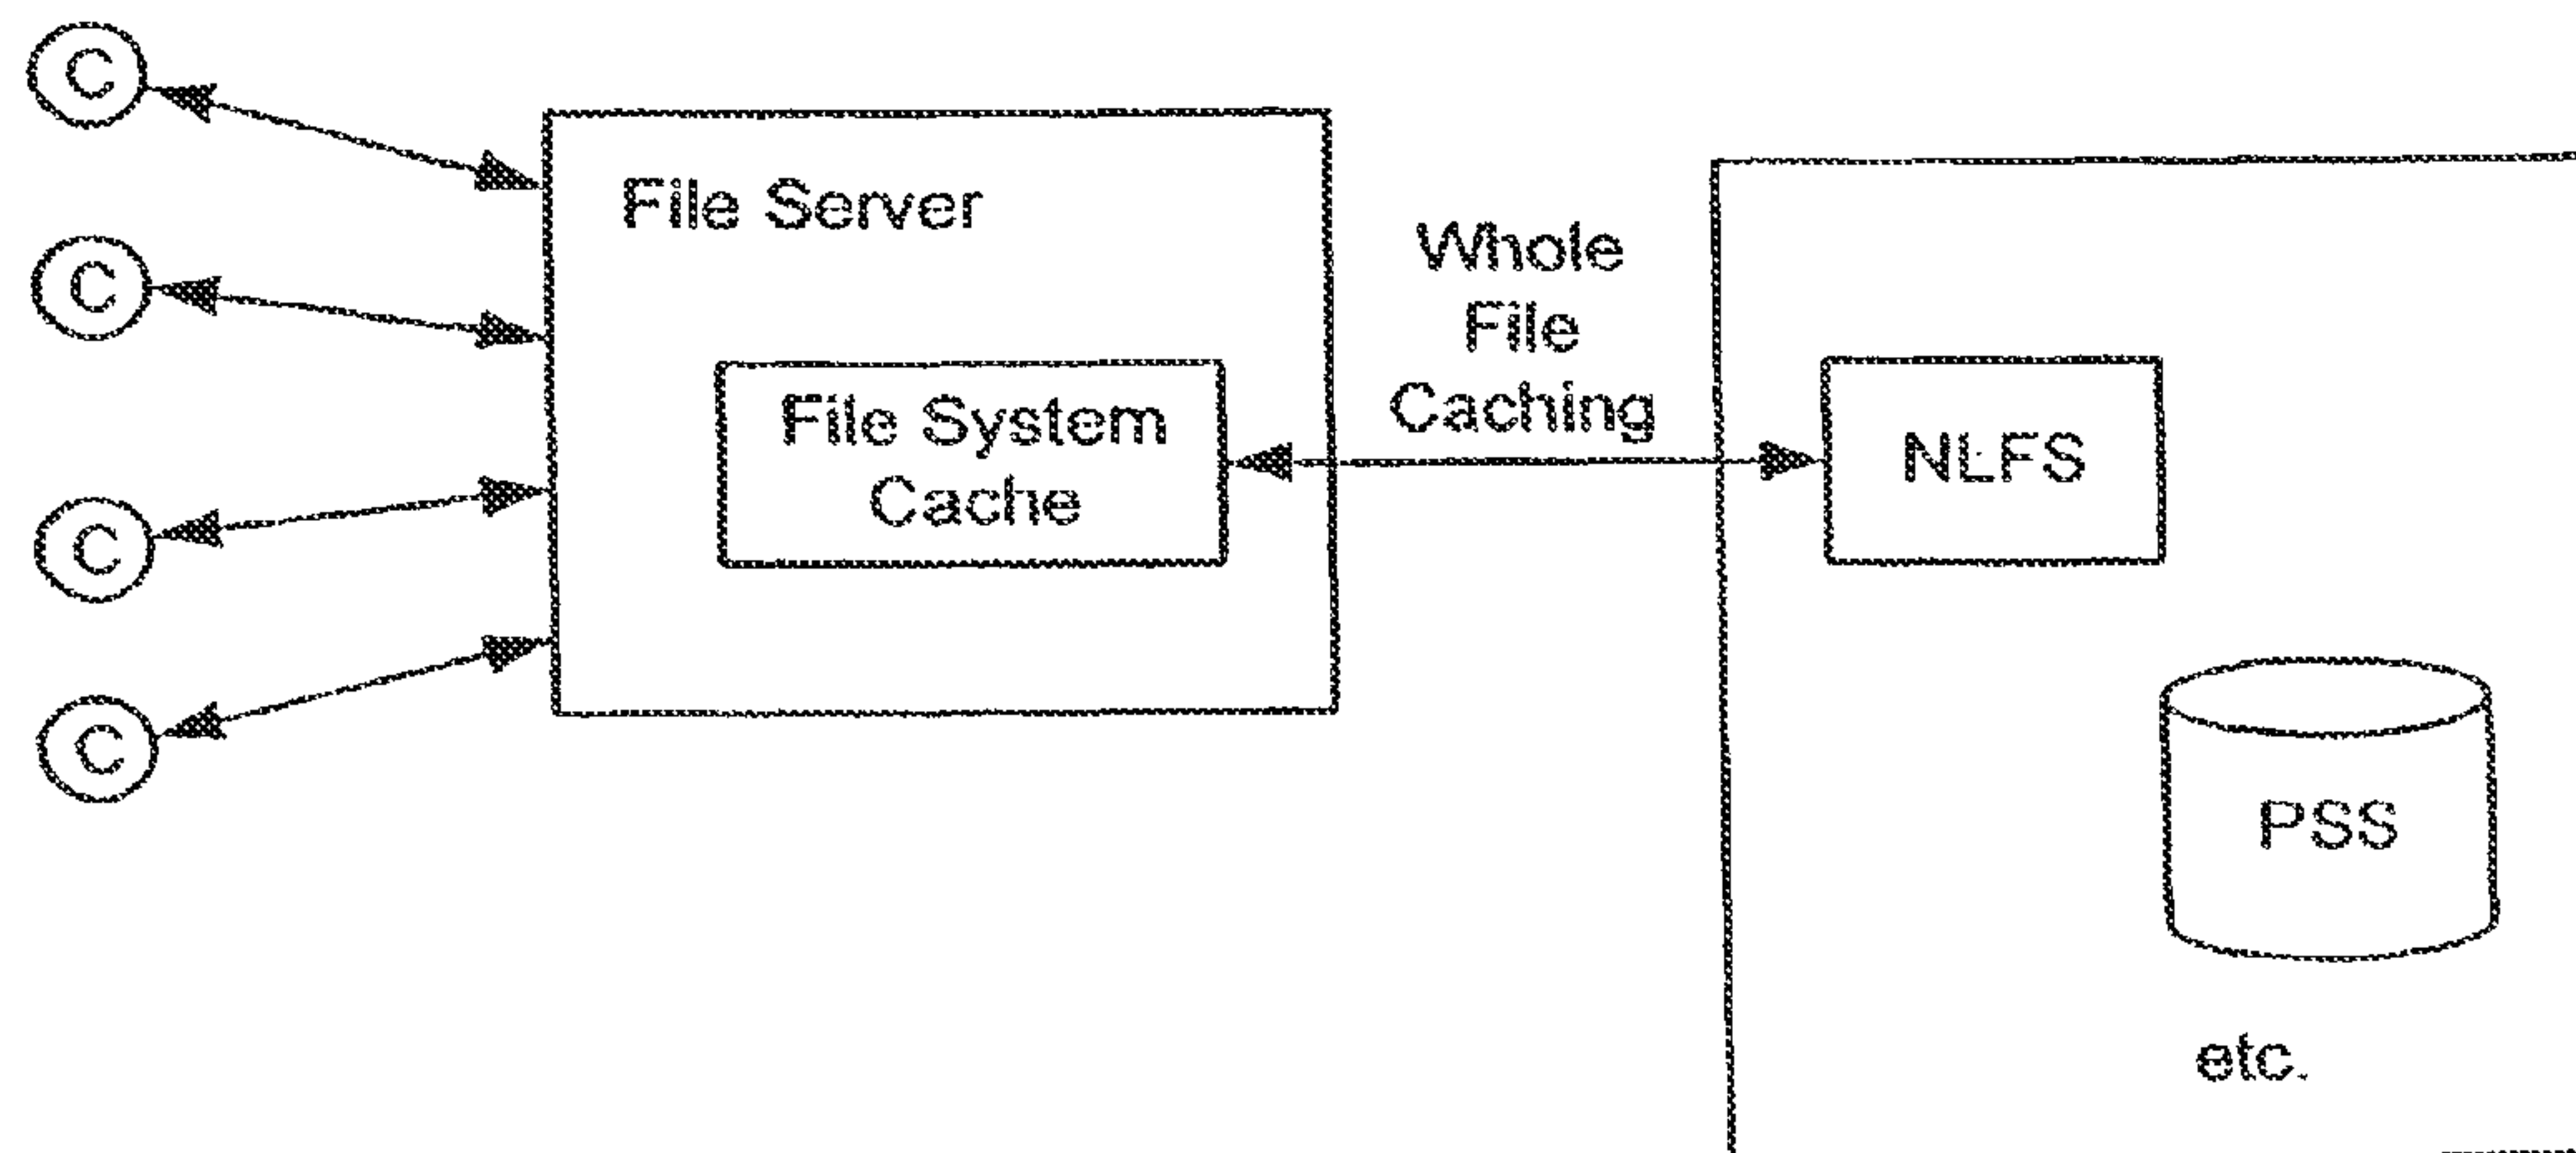 C
C
C
C
File Server
File System
Cache
Whole
File
Caching
NLFS
PSS
etc.